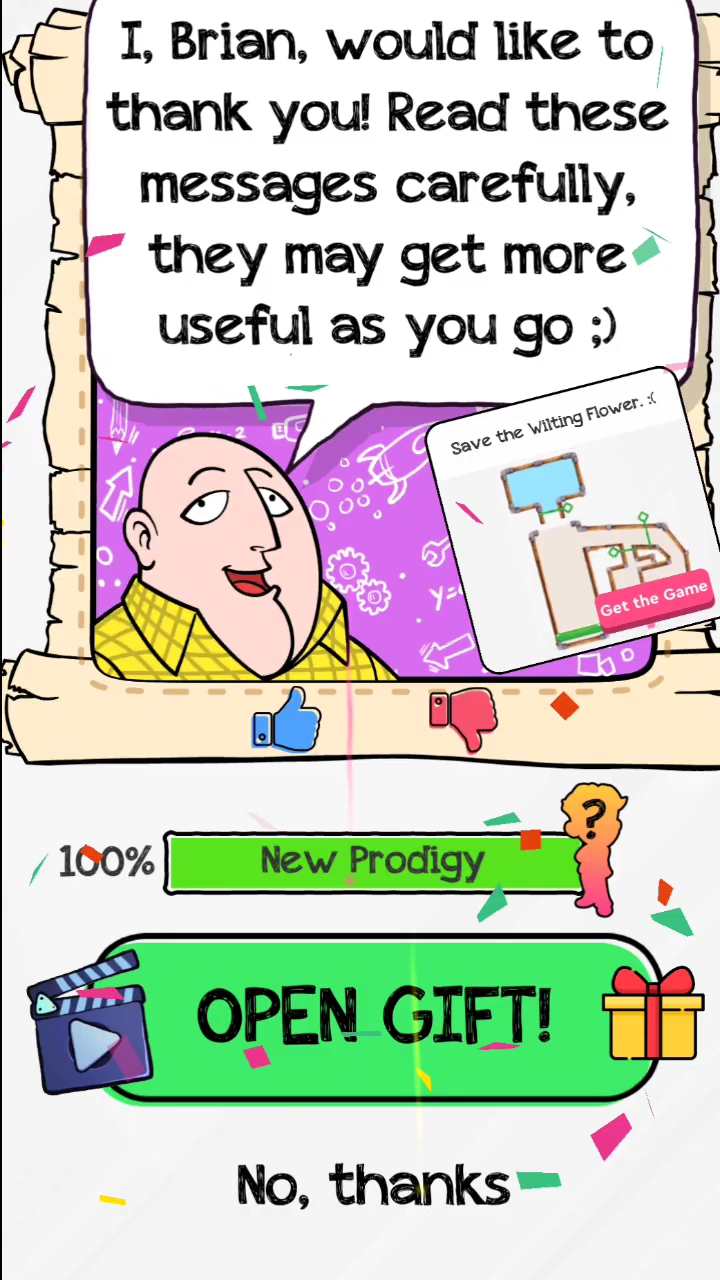 I, Brian, would like to
thank you! Read these
messages carefully,
they may get more
useful as you go ;)
Save the Wilting Flower. :(
Get the Game
100%
New Prodigy
?
OPEN GIFT!
No, thanks